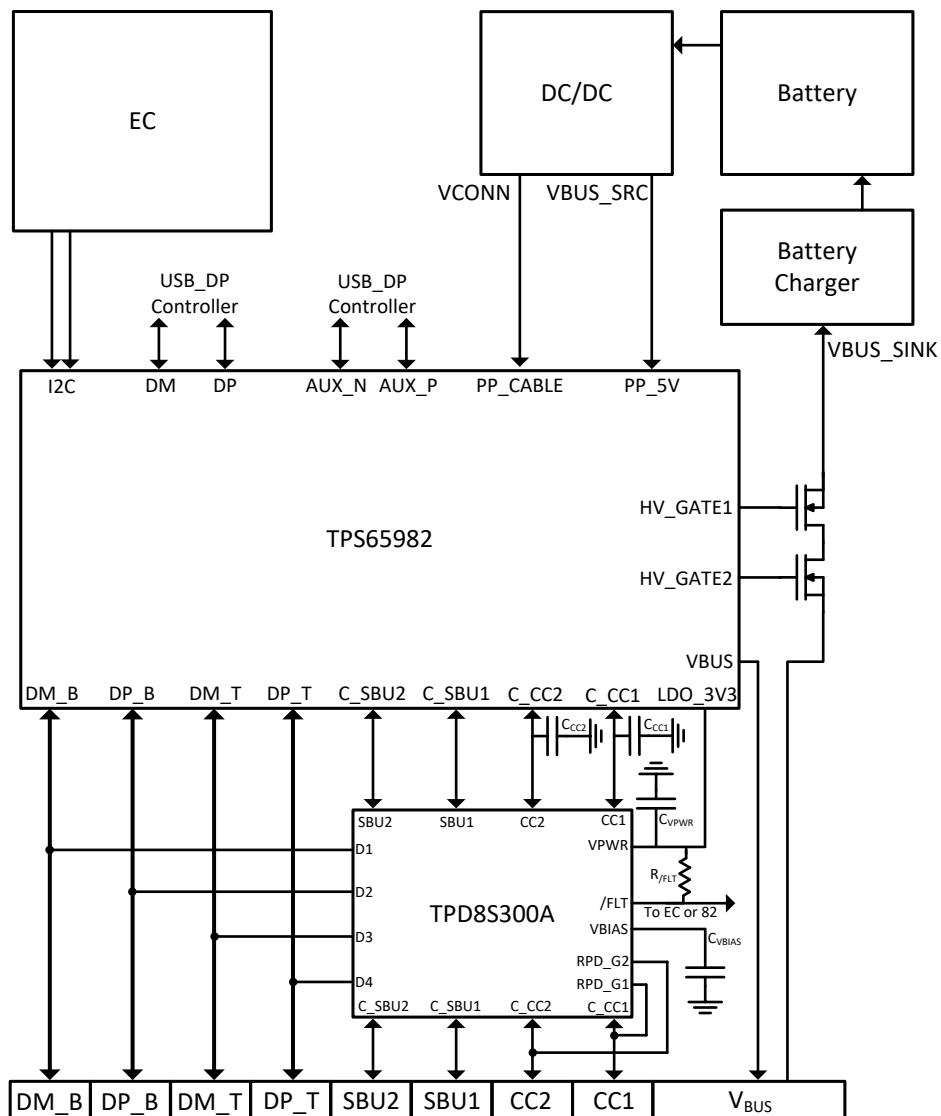 EC
DC/DC
Battery
VCONN
VBUS_SRC
Battery
Charger
USB_DP
Controller
USB_DP
Controller
VBUS_SINK
I2C
DM
DP
AUX_N
AUX_P
PP_CABLE
PP_5V
HV_GATE1
TPS65982
HV_GATE2
VBUS
DM_B
DP_B
DM_T
DP_T
C_SBU2
C_SBU1
C_CC2
C_CC1
LDO_3V3
CCC2
CCC1
SBU2
SBU1
CC2
CC1
CVPWR
VPWR
D1
R/FLT
D2
/FLT
To EC or 82
TPD8S300A
VBIAS
CVBIAS
D3
RPD_G2
D4
RPD_G1
C_SBU2
C_SBU1
C_CC2
C_CC1
DM_B
DP_B
DM_T
DP_T
SBU2
SBU1
CC2
CC1
VBUS